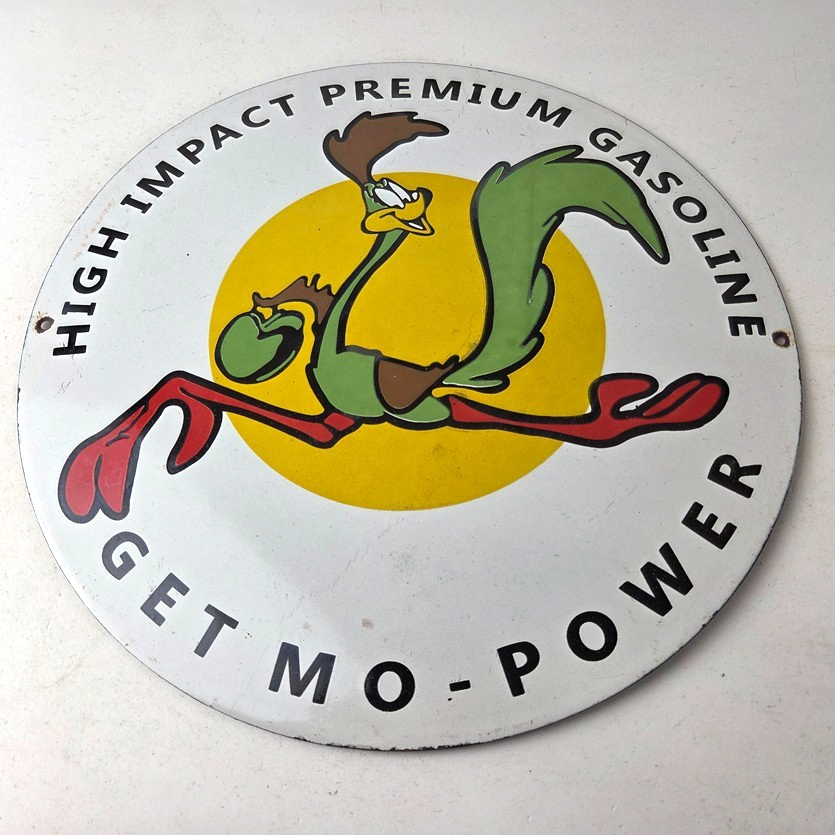 HIGH IMPACT PREMIUM GASOLINE
GET MO-POWER